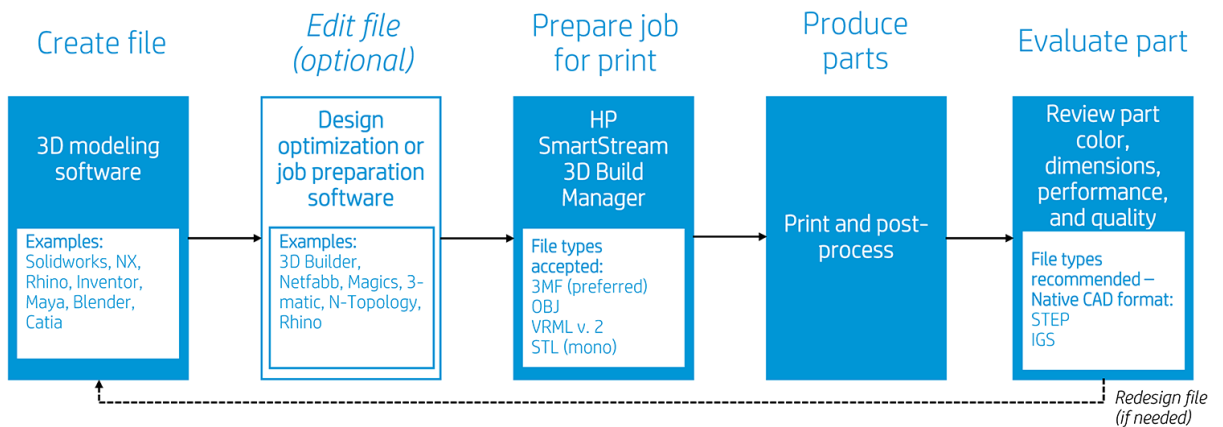 Create file
Edit file
(optional)
Prepare job
for print
Produce
parts
Evaluate part
3D modeling
software
Examples:
Solidworks, NX,
Rhino, Inventor,
Maya, Blender,
Catia
Design
optimization or
job preparation
software
Examples:
3D Builder,
Netfabb, Magics, 3-
matic, N-Topology,
Rhino
HP
SmartStream
3D Build
Manager
File types
accepted:
3MF (preferred)
OBJ
VRML v. 2
STL (mono)
Print and post-
process
Review part
color,
dimensions,
performance,
and quality
File types
recommended –
Native CAD format:
STEP
IGS
Redesign file
(if needed)